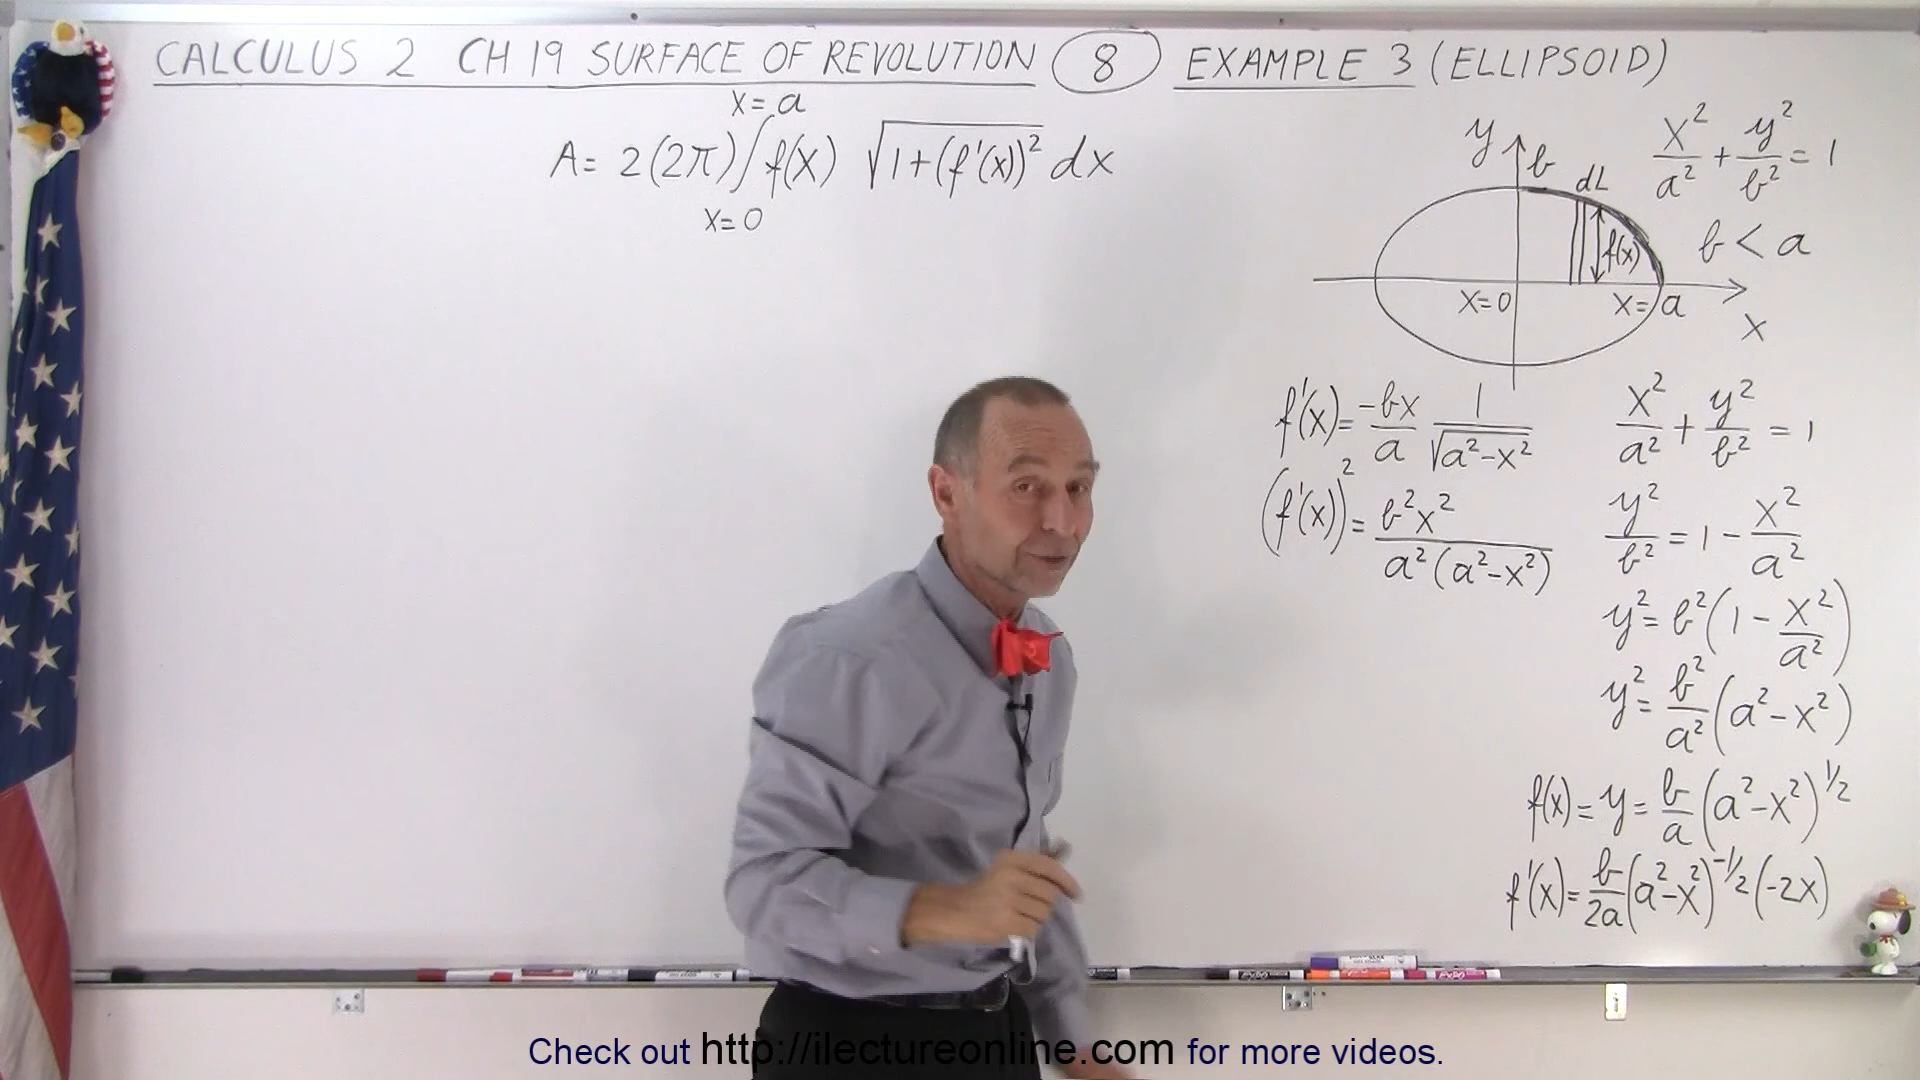 CALCULUS 2 CH 19 SURFACE OF REVOLUTION 8 EXAMPLE 3 (ELLIPSOID)
x = a
A = 2(2π) ∫ f(x) √1+(f'(x))² dx
x=0
y b
x²/a² + y²/b² = 1
dL
f(x)
b < a
x=0 x=a a
x
f'(x) = -bx/a 1/√a²-x²
(f'(x))² = b²x²/a²(a²-x²)
x²/a² + y²/b² = 1
y²/b² = 1 - x²/a²
y² = b²(1 - x²/a²)
y² = b²/a² (a²-x²)
f(x) = y = b/a (a²-x²)^1/2
f'(x) = b/2a (a²-x²)^-1/2 (-2x)
EXPO EXPO
Check out http://ilectureonline.com for more videos.